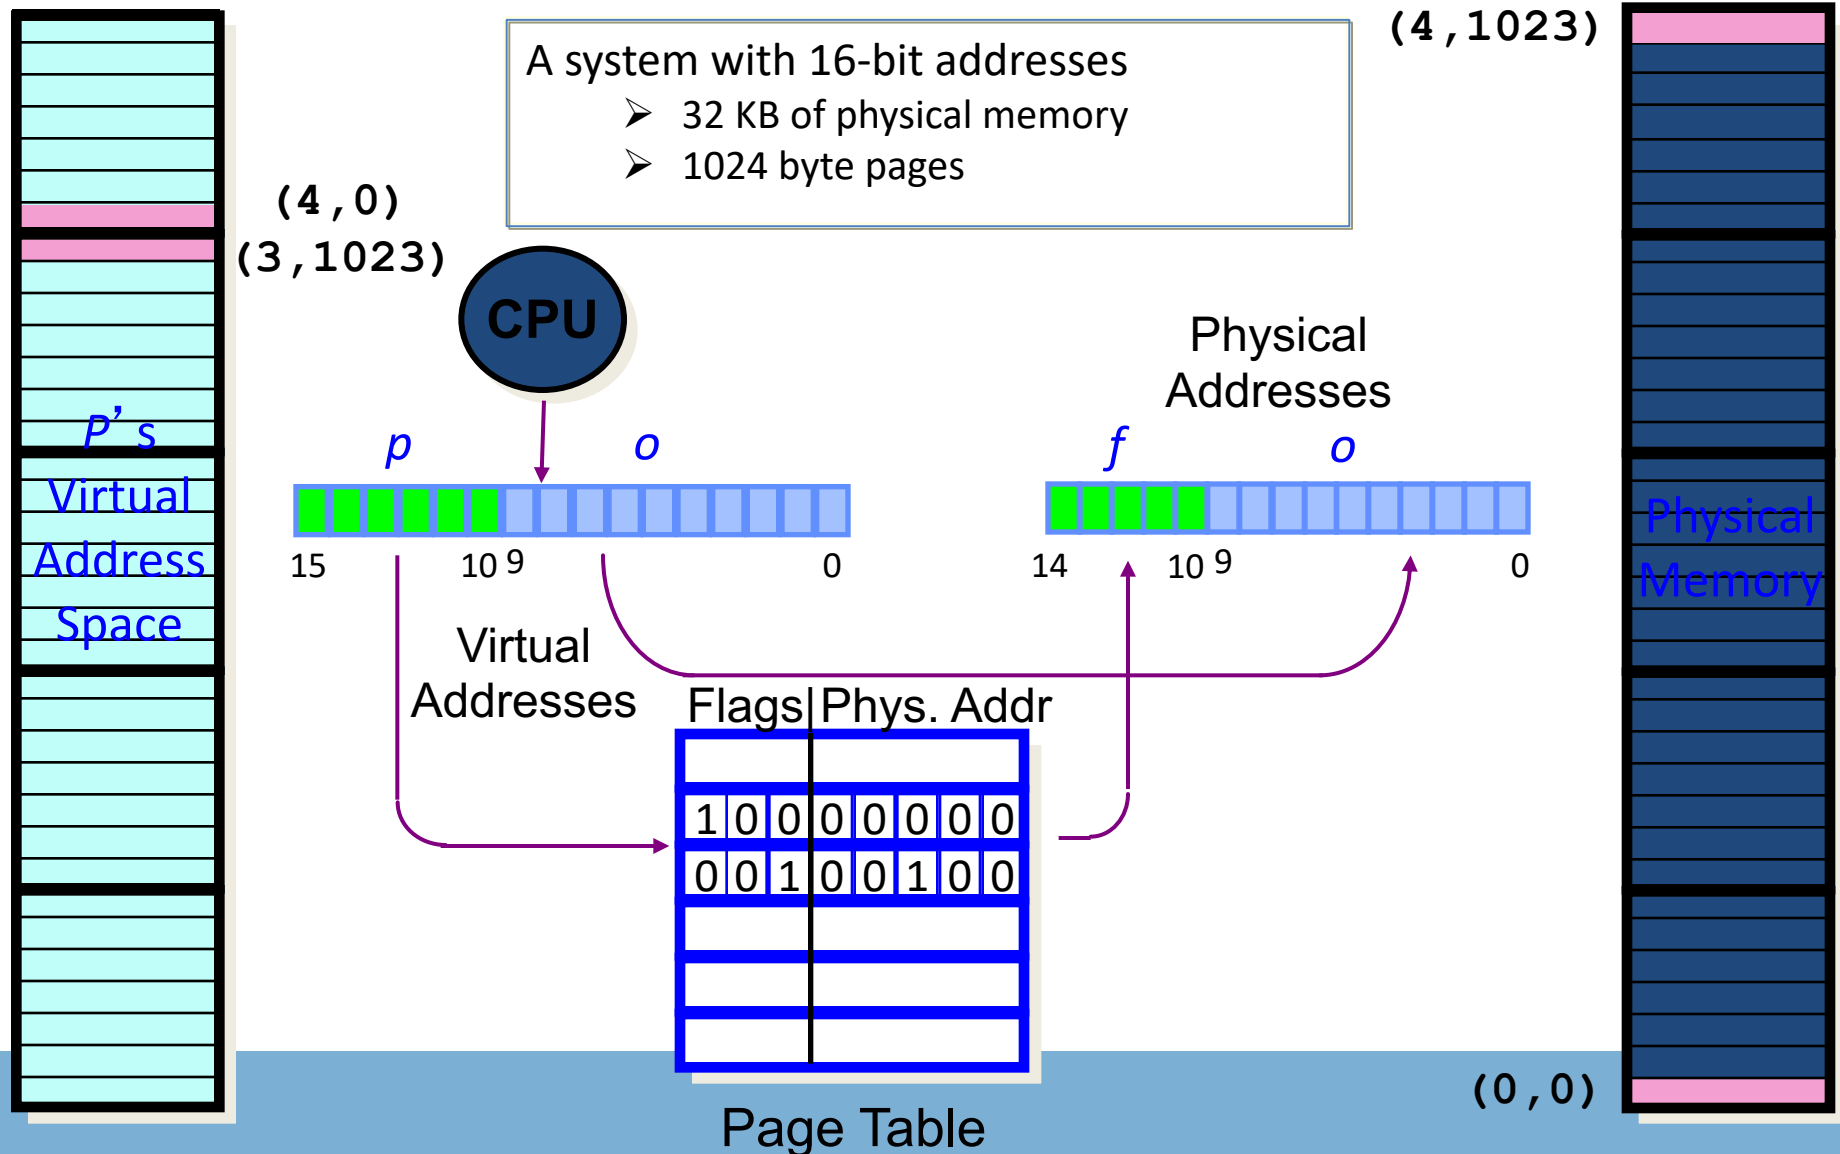 (4,1023)
A system with 16-bit addresses
➢ 32 KB of physical memory
➢ 1024 byte pages
(4,0)
(3,1023)
CPU
Physical
Addresses
P's
Virtual
Address
Space
p o
f o
Physical
Memory
15 10 9 0
14 10 9 0
Virtual
Addresses
Flags|Phys. Addr
1 0 0 0 0 0 0 0
0 0 1 0 0 1 0 0
(0,0)
Page Table